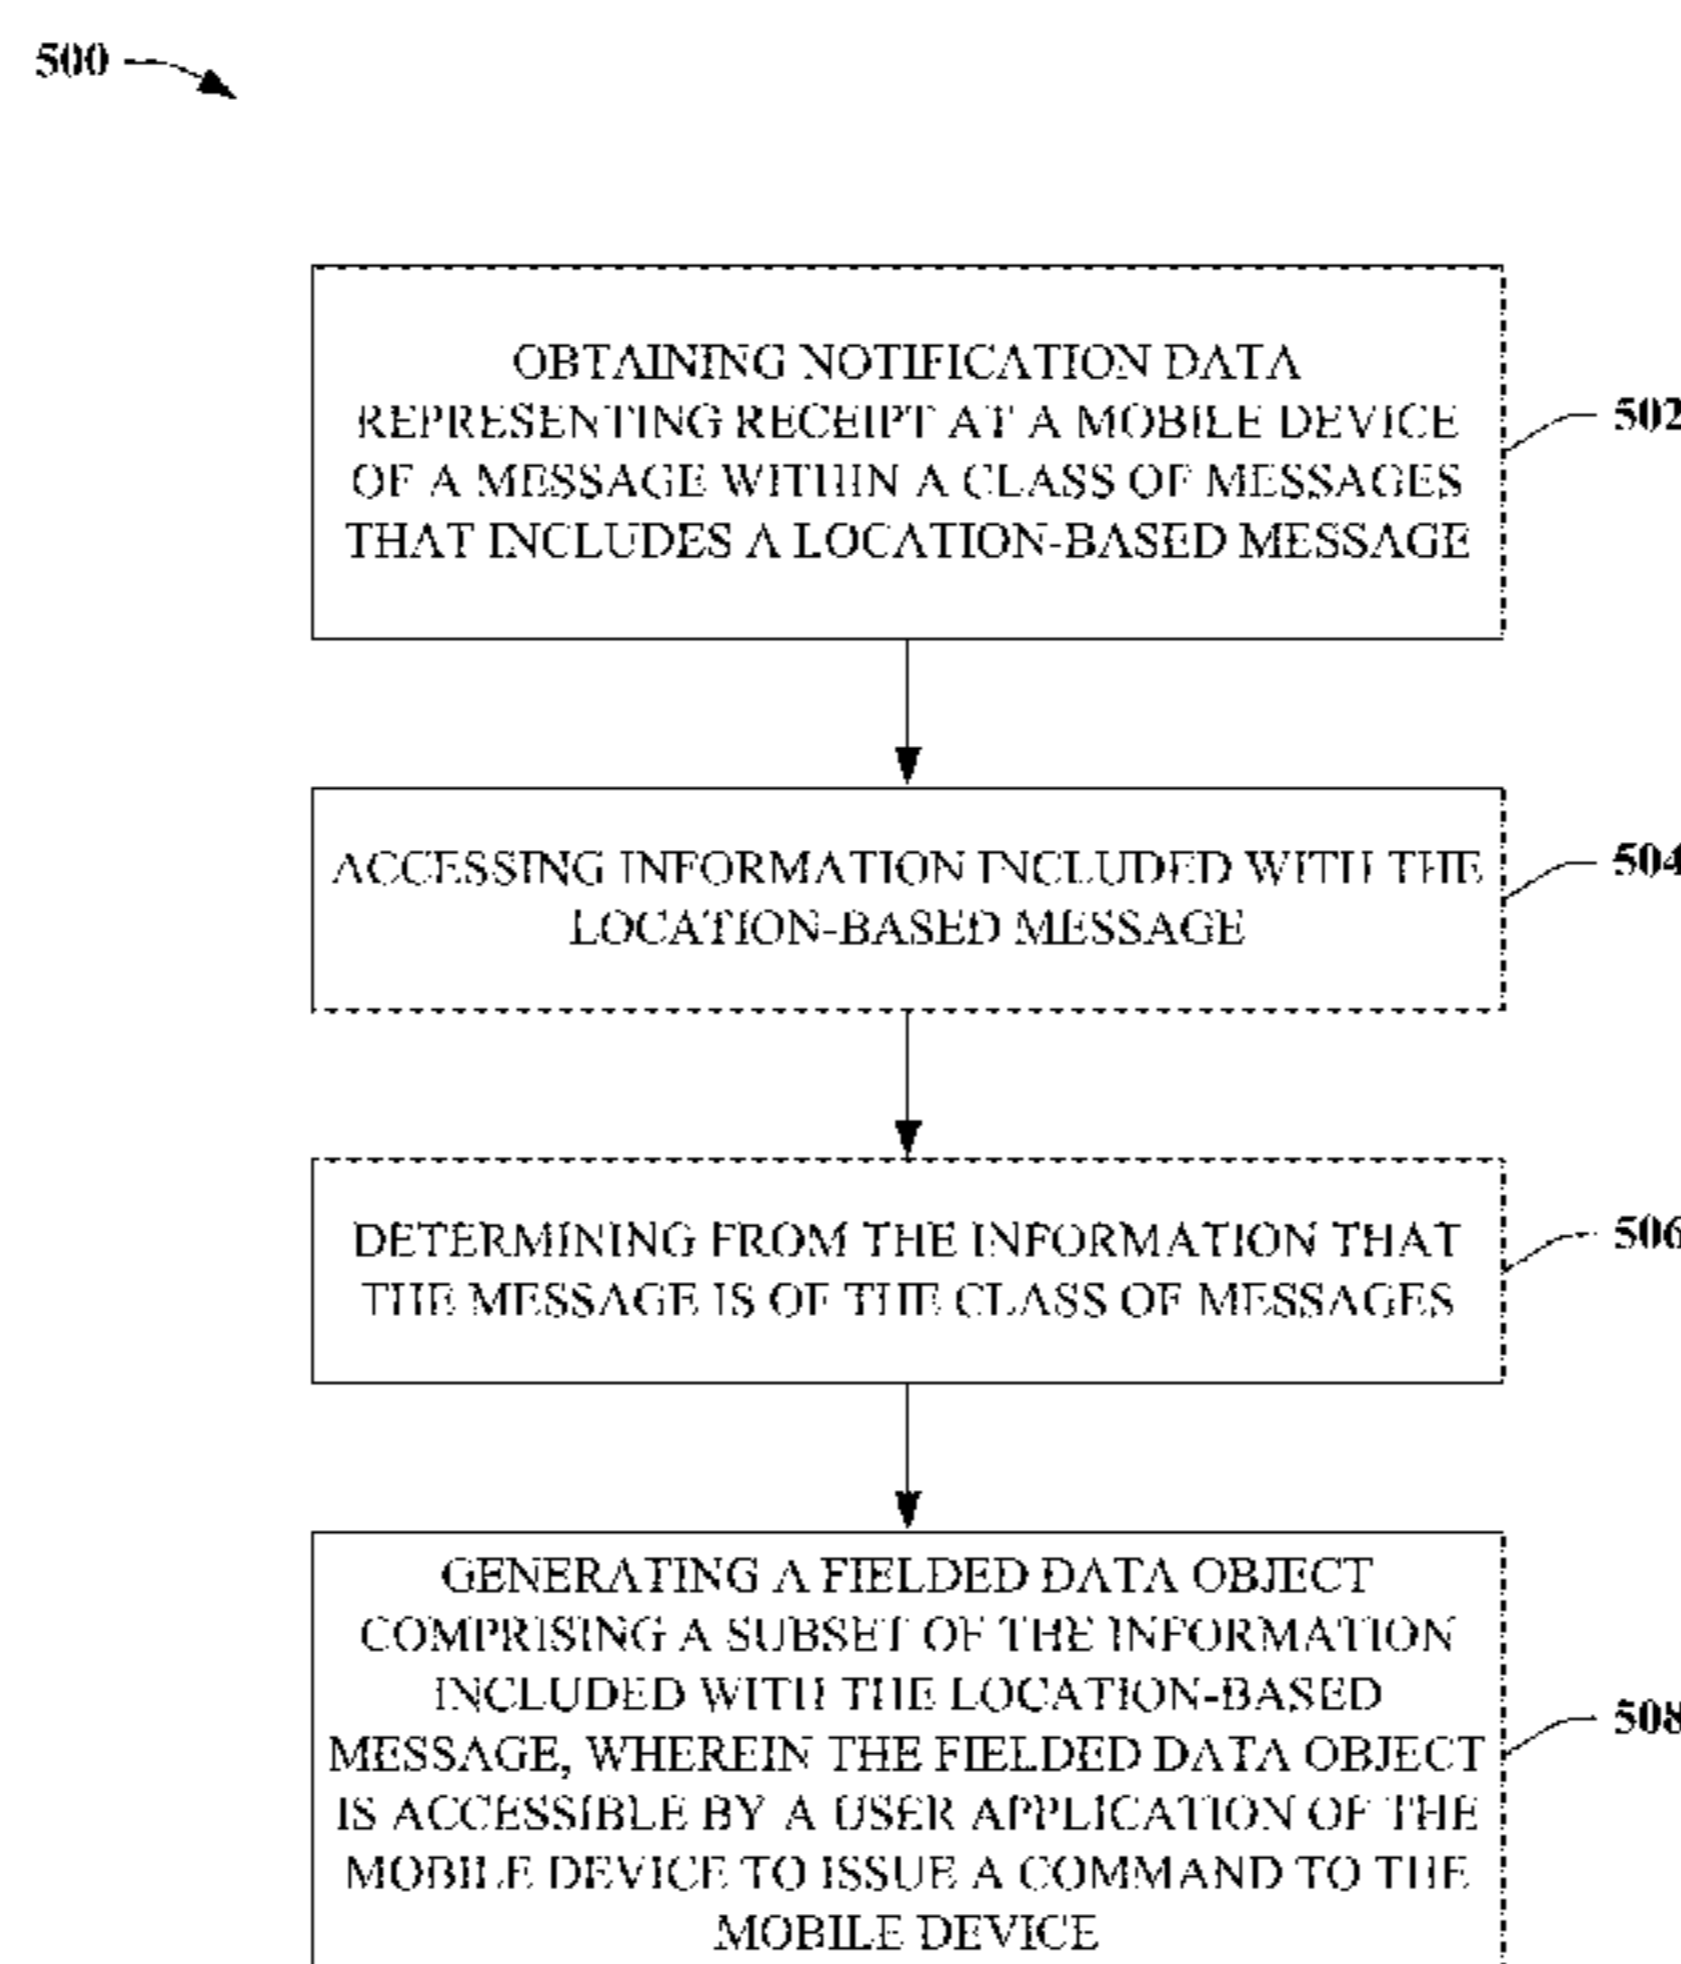 500
OBTAINING NOTIFICATION DATA
REPRESENTING RECEIPT AT A MOBILE DEVICE
OF A MESSAGE WITHIN A CLASS OF MESSAGES
THAT INCLUDES A LOCATION-BASED MESSAGE
502
ACCESSING INFORMATION INCLUDED WITH THE
LOCATION-BASED MESSAGE
504
DETERMINING FROM THE INFORMATION THAT
THE MESSAGE IS OF THE CLASS OF MESSAGES
506
GENERATING A FIELDED DATA OBJECT
COMPRISING A SUBSET OF THE INFORMATION
INCLUDED WITH THE LOCATION-BASED
MESSAGE, WHEREIN THE FIELDED DATA OBJECT
IS ACCESSIBLE BY A USER APPLICATION OF THE
MOBILE DEVICE TO ISSUE A COMMAND TO THE
MOBILE DEVICE
508